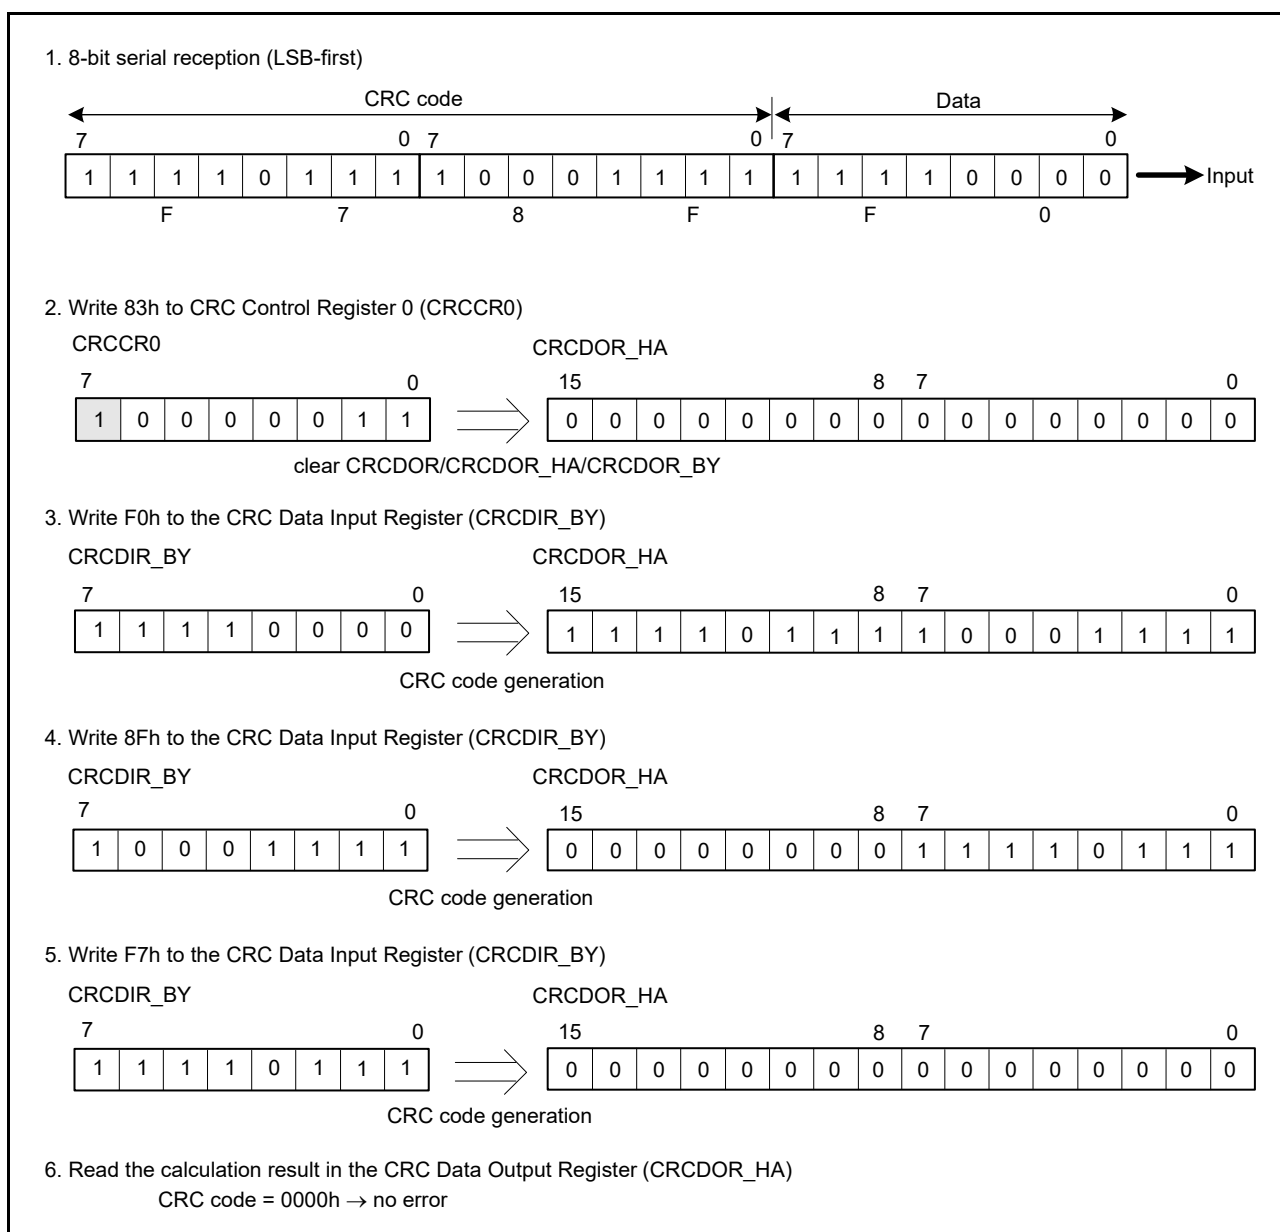 1. 8-bit serial reception (LSB-first)
CRC code Data
7 0 7 0 7 0
1 1 1 1 0 1 1 1 1 0 0 0 1 1 1 1 1 1 1 1 0 0 0 0 Input
F 7 8 F F 0
2. Write 83h to CRC Control Register 0 (CRCCR0)
CRCCR0 CRCDOR_HA
7 0 15 8 7 0
1 0 0 0 0 0 1 1 0 0 0 0 0 0 0 0 0 0 0 0 0 0 0 0
clear CRCDOR/CRCDOR_HA/CRCDOR_BY
3. Write F0h to the CRC Data Input Register (CRCDIR_BY)
CRCDIR_BY CRCDOR_HA
7 0 15 8 7 0
1 1 1 1 0 0 0 0 1 1 1 1 0 1 1 1 1 0 0 0 1 1 1 1
CRC code generation
4. Write 8Fh to the CRC Data Input Register (CRCDIR_BY)
CRCDIR_BY CRCDOR_HA
7 0 15 8 7 0
1 0 0 0 1 1 1 1 0 0 0 0 0 0 0 0 1 1 1 1 0 1 1 1
CRC code generation
5. Write F7h to the CRC Data Input Register (CRCDIR_BY)
CRCDIR_BY CRCDOR_HA
7 0 15 8 7 0
1 1 1 1 0 1 1 1 0 0 0 0 0 0 0 0 0 0 0 0 0 0 0 0
CRC code generation
6. Read the calculation result in the CRC Data Output Register (CRCDOR_HA)
CRC code = 0000h → no error